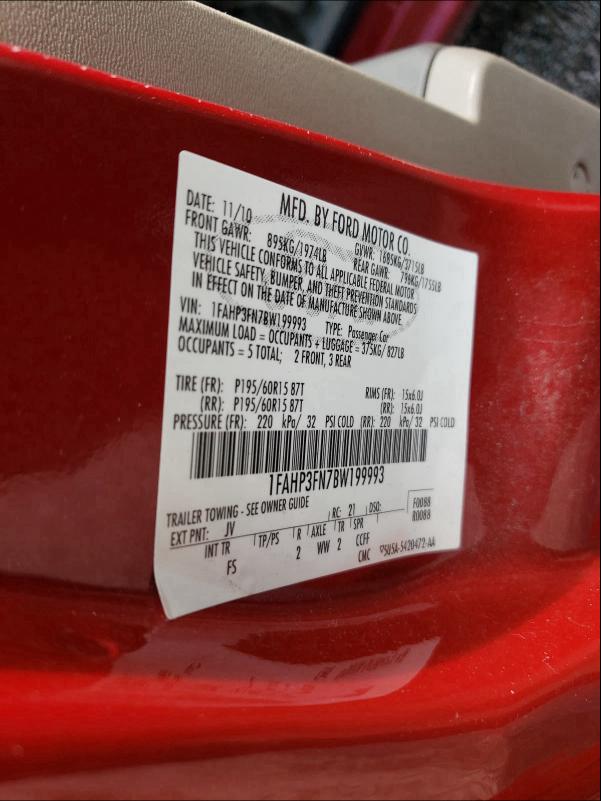 MFD. BY FORD MOTOR CO.
DATE: 11/10 GVWR: 1685KG/3715LB
FRONT GAWR: 895KG/1974LB REAR GAWR: 796KG/1755LB
THIS VEHICLE CONFORMS TO ALL APPLICABLE FEDERAL MOTOR
VEHICLE SAFETY, BUMPER, AND THEFT PREVENTION STANDARDS
IN EFFECT ON THE DATE OF MANUFACTURE SHOWN ABOVE.
VIN: 1FAHP3FN7BW199993 TYPE: Passenger Car
MAXIMUM LOAD = OCCUPANTS + LUGGAGE = 375KG/ 827LB
OCCUPANTS = 5 TOTAL; 2 FRONT, 3 REAR
TIRE (FR): P195/60R15 87T RIMS (FR): 15x6.0J
(RR): P195/60R15 87T (RR): 15x6.0J
PRESSURE (FR): 220 kPa/ 32 PSI COLD (RR): 220 kPa/ 32 PSI COLD
1FAHP3FN7BW199993
TRAILER TOWING - SEE OWNER GUIDE F0088
EXT PNT: JV RC: 21 DSO: R0088
INT TR TP/PS R AXLE TR SPR
FS 2 WW 2 CCFF
CMC 5420472-AA